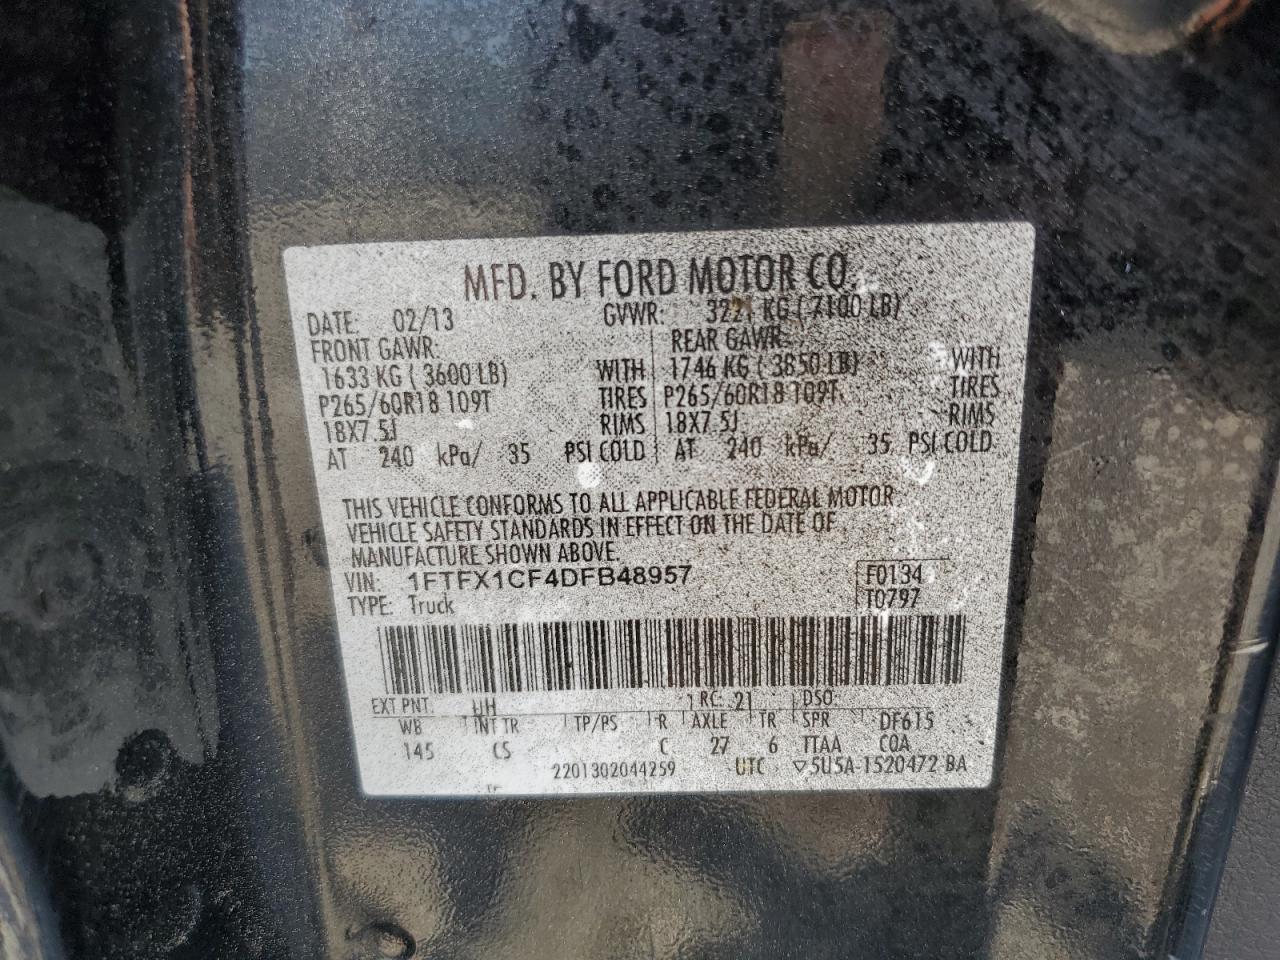 MFD. BY FORD MOTOR CO.
DATE: 02/13 GVWR: 3221 KG ( 7100 LB)
FRONT GAWR: REAR GAWR:
1633 KG ( 3600 LB) WITH 1746 KG ( 3850 LB) WITH
P265/60R18 109T TIRES P265/60R18 109T TIRES
18X7.5J RIMS 18X7.5J RIMS
AT 240 kPa/ 35 PSI COLD AT 240 kPa/ 35 PSI COLD
THIS VEHICLE CONFORMS TO ALL APPLICABLE FEDERAL MOTOR
VEHICLE SAFETY STANDARDS IN EFFECT ON THE DATE OF
MANUFACTURE SHOWN ABOVE.
VIN: 1FTFX1CF4DFB48957 F0134
TYPE: Truck T0797
EXT PNT: UH RC: 21 DSO:
WB INT TR TP/PS R AXLE TR SPR DF615
145 CS C 27 6 TTAA COA
2201302044259 UTC ▽5U5A-1520472 BA